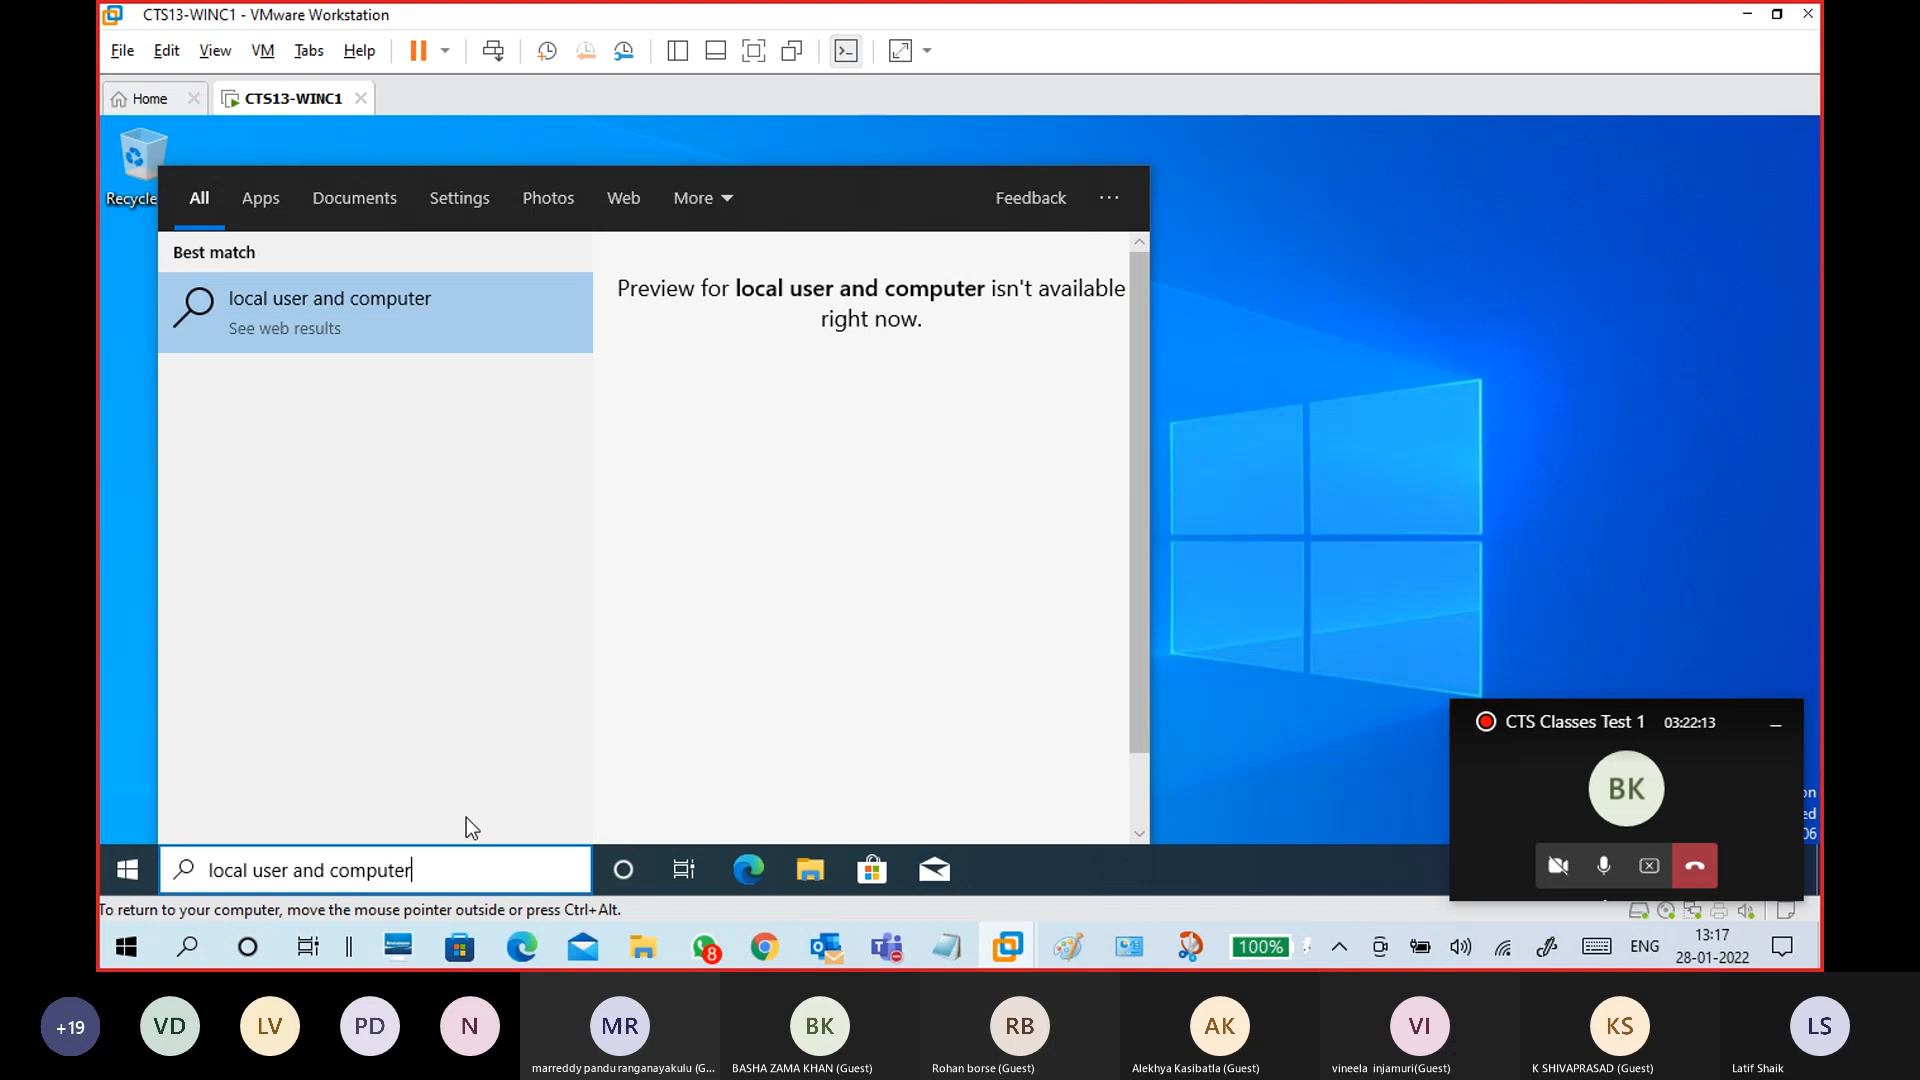 CTS13-WINC1 - VMware Workstation
File Edit View VM Tabs Help
Home CTS13-WINC1
Recycle
All Apps Documents Settings Photos Web More Feedback
Best match
local user and computer
See web results
Preview for local user and computer isn't available
right now.
CTS Classes Test 1 03:22:13
BK
on
ed
06
local user and computer
To return to your computer, move the mouse pointer outside or press Ctrl+Alt.
8
100%
ENG
13:17
28-01-2022
+19 VD LV PD N MR BK RB AK VI KS LS
marreddy pandu ranganayakulu (G... BASHA ZAMA KHAN (Guest) Rohan borse (Guest) Alekhya Kasibatla (Guest) vineela injamuri(Guest) K SHIVAPRASAD (Guest) Latif Shaik